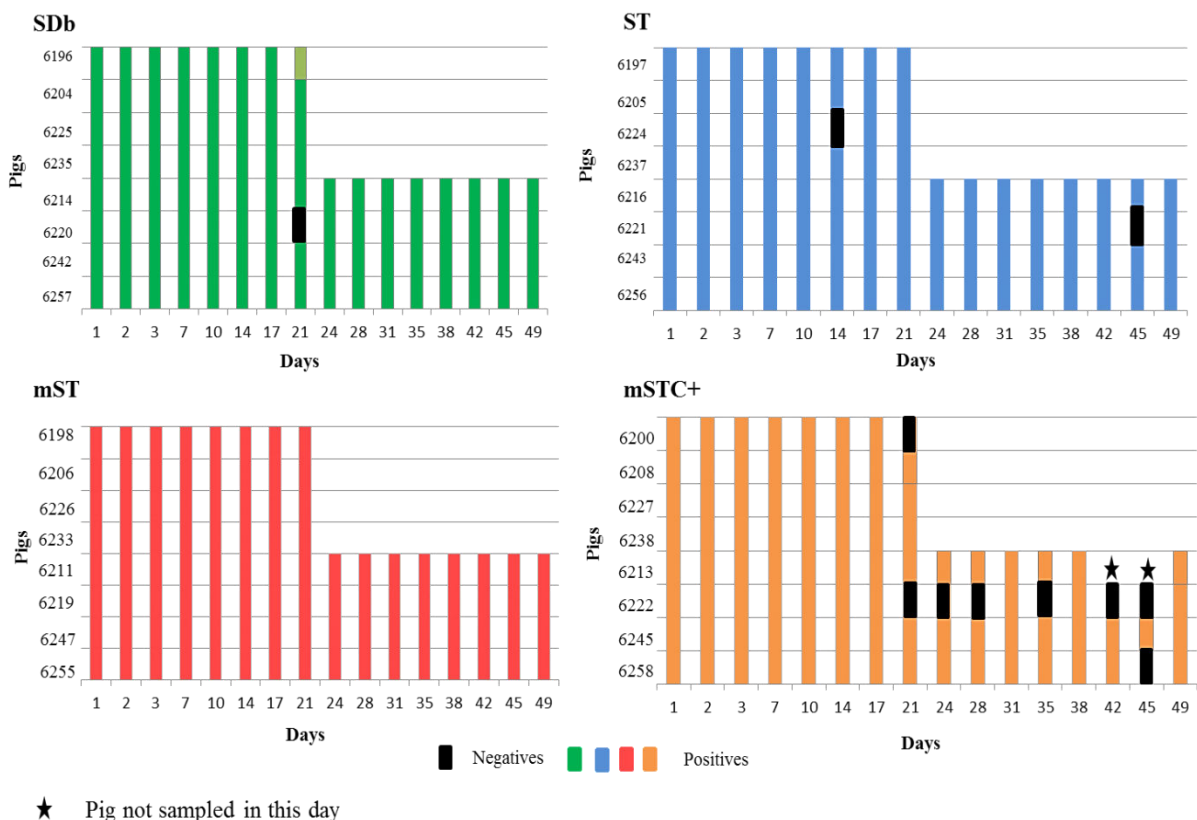 SDb
6196
6204
6225
6235
6214
6220
6242
6257
Pigs
1 2 3 7 10 14 17 21 24 28 31 35 38 42 45 49
Days
ST
6197
6205
6224
6237
6216
6221
6243
6256
Pigs
1 2 3 7 10 14 17 21 24 28 31 35 38 42 45 49
Days
mST
6198
6206
6226
6233
6211
6219
6247
6255
Pigs
1 2 3 7 10 14 17 21 24 28 31 35 38 42 45 49
Days
mSTC+
6200
6208
6227
6238
6213
6222
6245
6258
Pigs
1 2 3 7 10 14 17 21 24 28 31 35 38 42 45 49
Days
Negatives Positives
Pig not sampled in this day